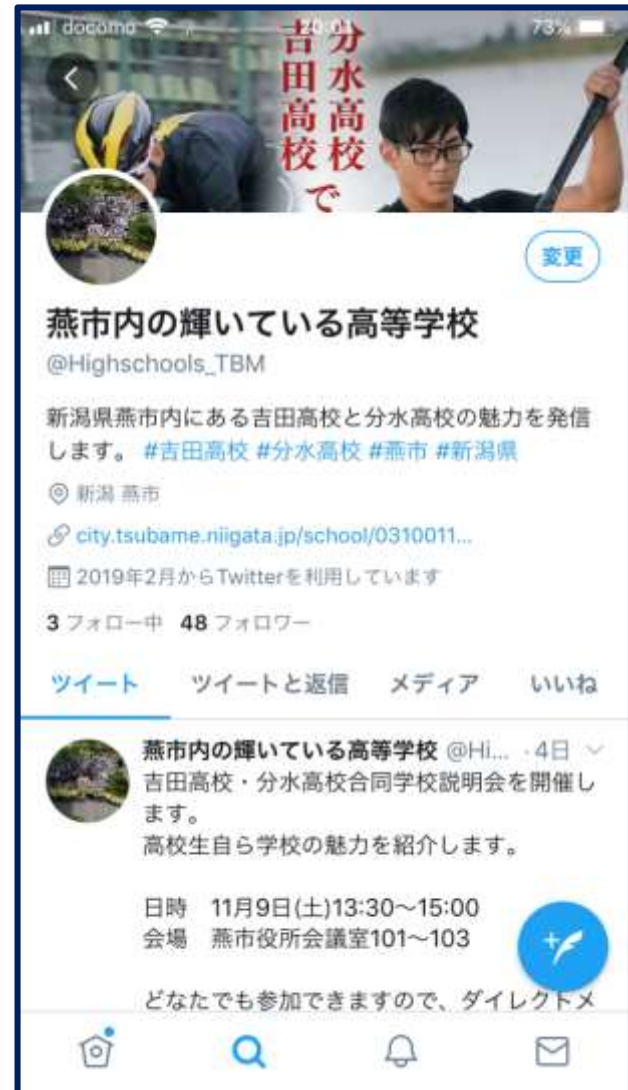 docomo 20:01 73%
分水高校
吉田高校で
変更
燕市内の輝いている高等学校
@Highschools_TBM
新潟県燕市内にある吉田高校と分水高校の魅力を発信
します。 #吉田高校 #分水高校 #燕市 #新潟県
新潟 燕市
city.tsubame.niigata.jp/school/0310011...
2019年2月からTwitterを利用しています
3 フォロー中 48 フォロワー
ツイート ツイートと返信 メディア いいね
燕市内の輝いている高等学校 @Hi... ·4日
吉田高校・分水高校合同学校説明会を開催し
ます。
高校生自ら学校の魅力を紹介します。
日時 11月9日(土)13:30～15:00
会場 燕市役所会議室101～103
どなたでも参加できますので、ダイレクトメ